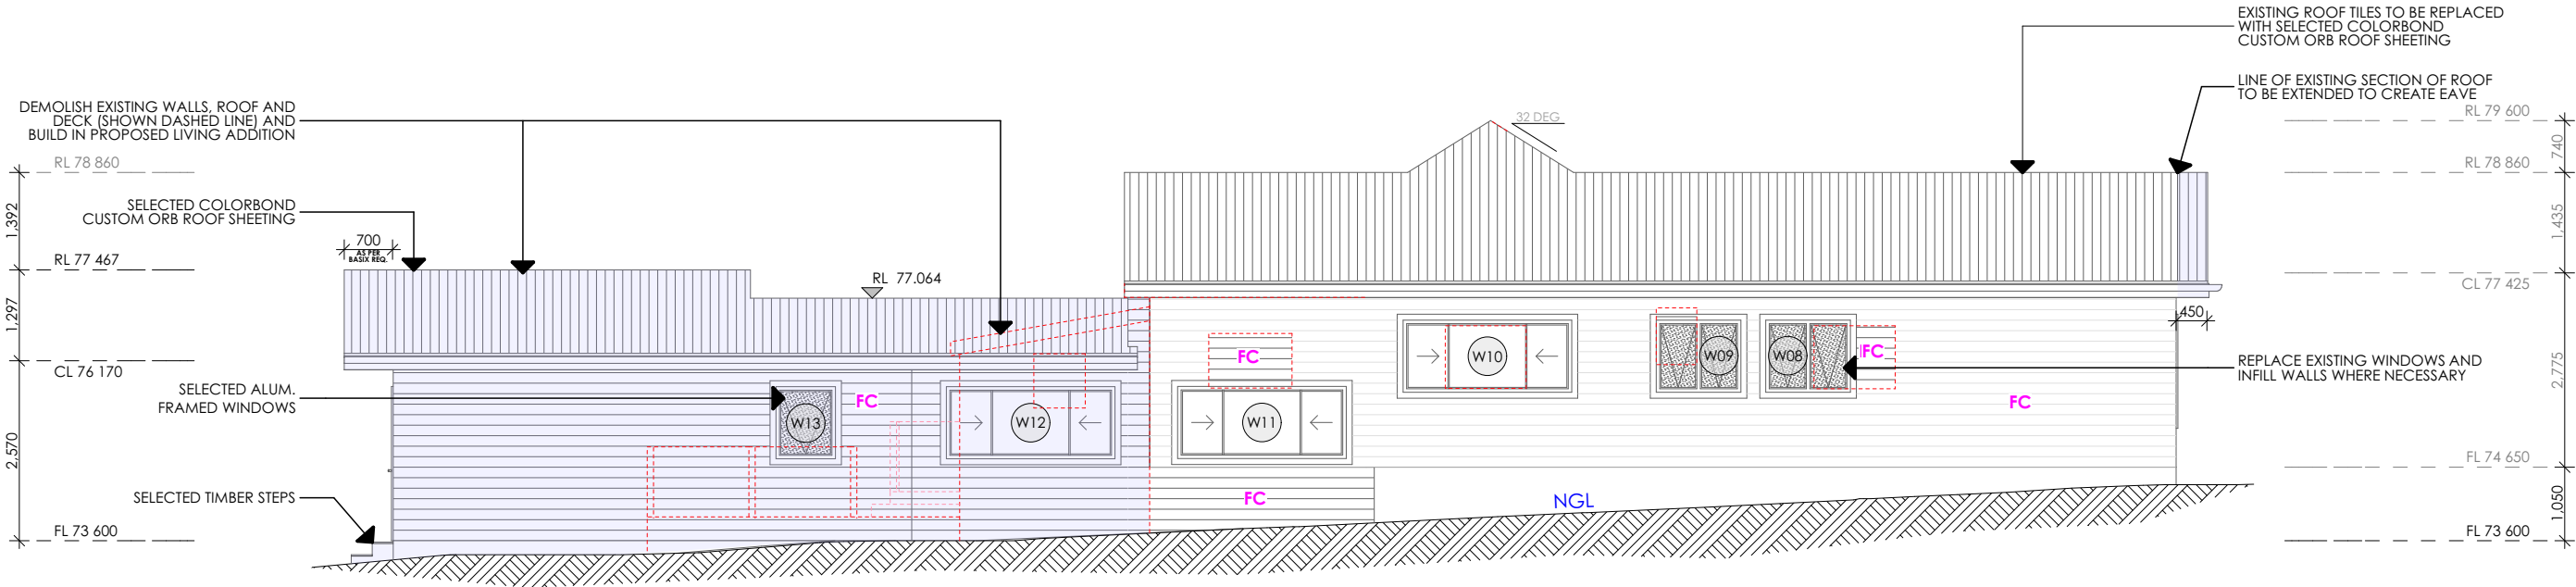 EXISTING ROOF TILES TO BE REPLACED
WITH SELECTED COLORBOND
CUSTOM ORB ROOF SHEETING
LINE OF EXISTING SECTION OF ROOF
TO BE EXTENDED TO CREATE EAVE
DEMOLISH EXISTING WALLS, ROOF AND
DECK (SHOWN DASHED LINE) AND
BUILD IN PROPOSED LIVING ADDITION
32 DEG
RL 79 600
740
RL 78 860
RL 78 860
1,392
SELECTED COLORBOND
CUSTOM ORB ROOF SHEETING
1,435
700
AS PER
BASIX REQ.
RL 77 467
RL 77.064
CL 77 425
1,297
450
FC
W10
W09
W08
FC
REPLACE EXISTING WINDOWS AND
INFILL WALLS WHERE NECESSARY
2,775
CL 76 170
SELECTED ALUM.
FRAMED WINDOWS
FC
FC
W13
W12
W11
2,570
FL 74 650
SELECTED TIMBER STEPS
FC
NGL
1,050
FL 73 600
FL 73 600